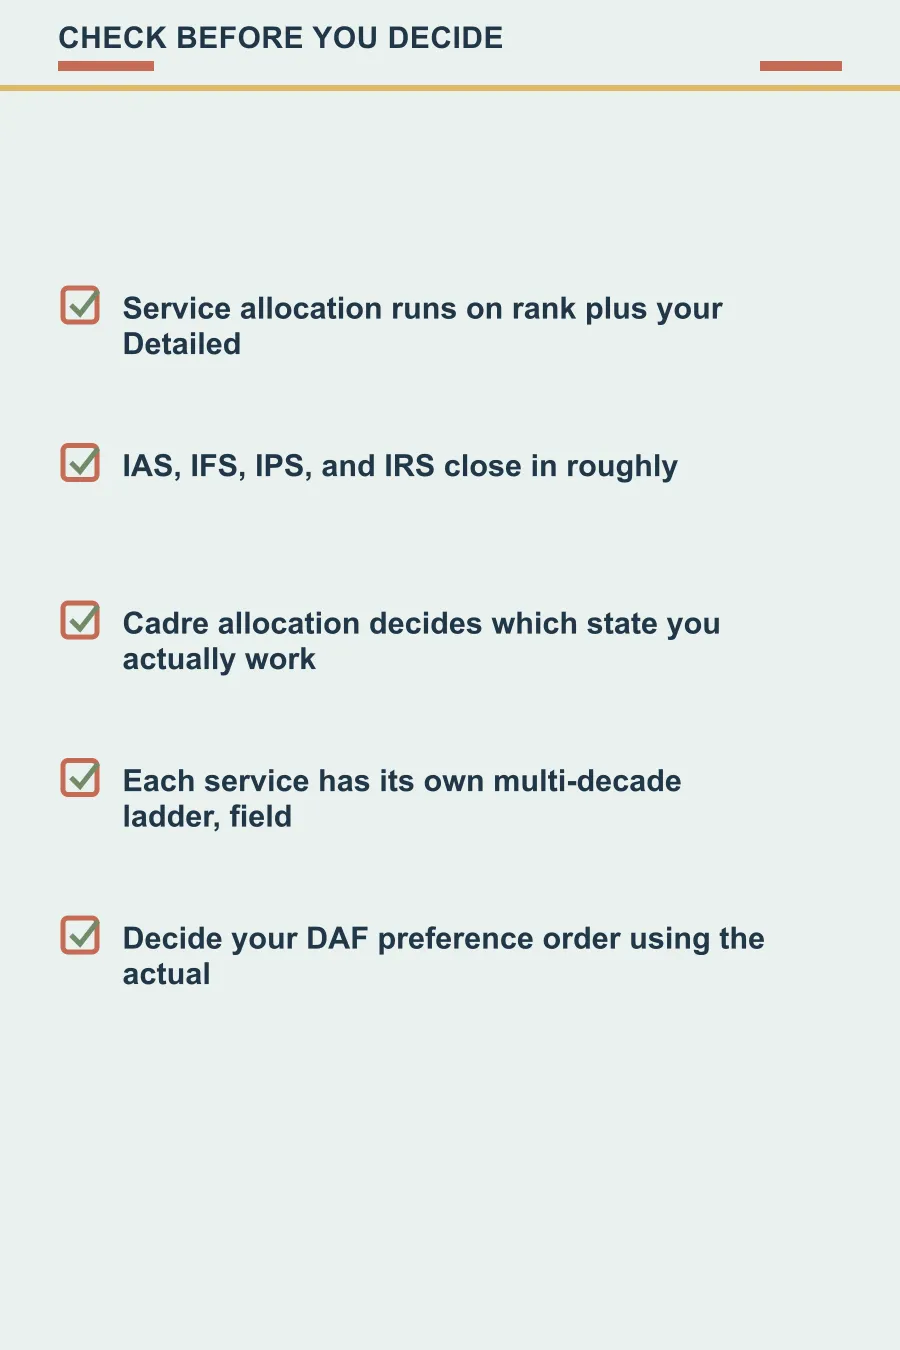 CHECK BEFORE YOU DECIDE
Service allocation runs on rank plus your
Detailed
IAS, IFS, IPS, and IRS close in roughly
Cadre allocation decides which state you
actually work
Each service has its own multi-decade
ladder, field
Decide your DAF preference order using the
actual